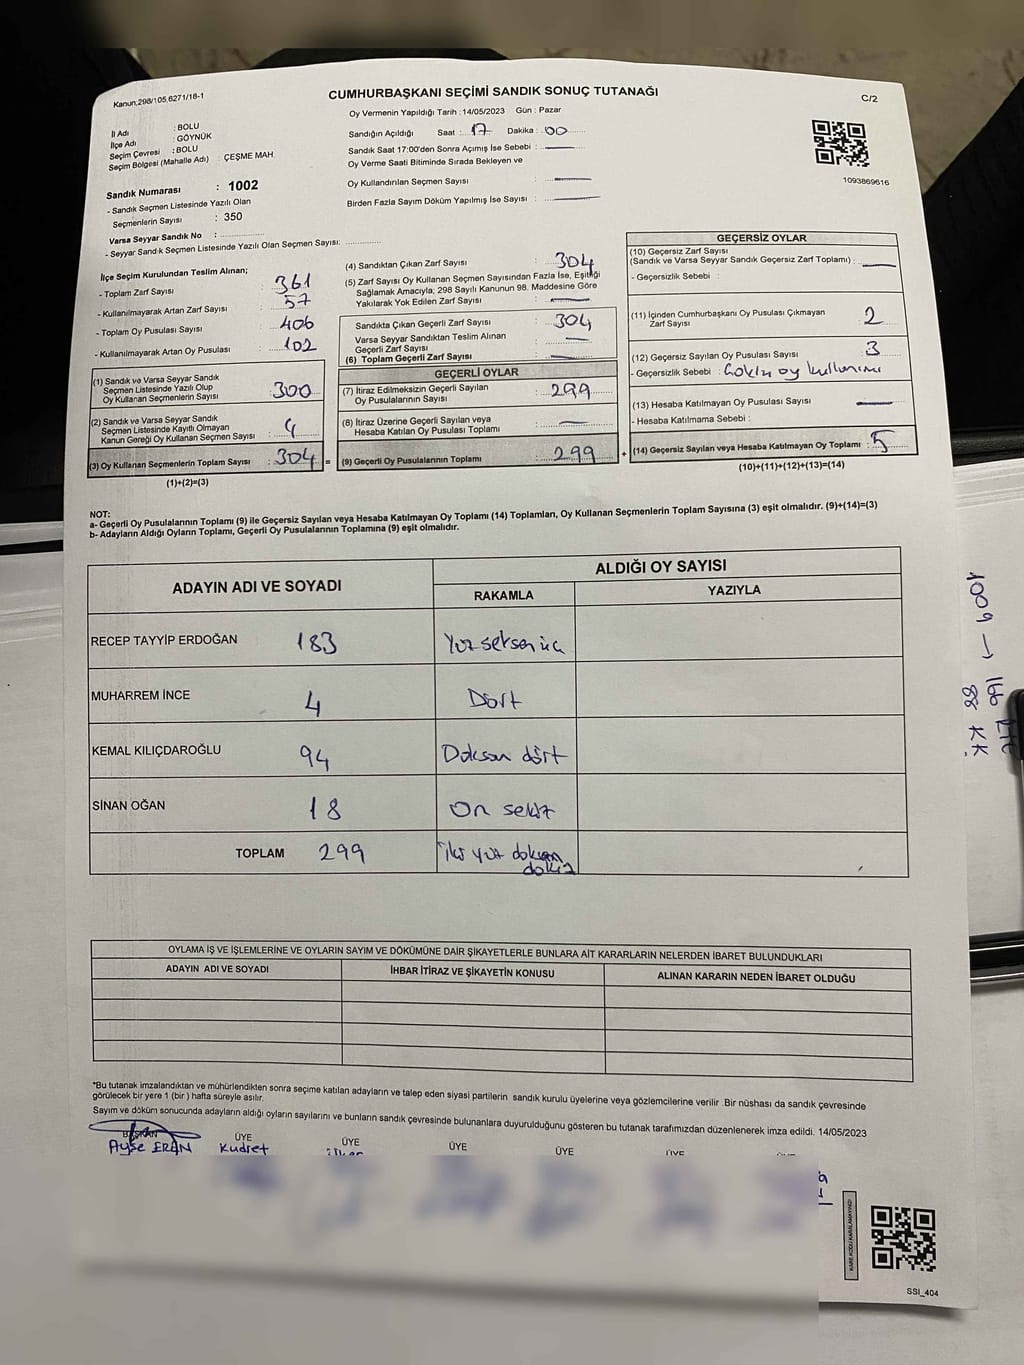 Kanun,298/105,6271/16-1
CUMHURBAŞKANI SEÇİMİ SANDIK SONUÇ TUTANAĞI
C/2
Oy Vermenin Yapıldığı Tarih : 14/05/2023 Gün : Pazar
İl Adı : BOLU
İlçe Adı : GÖYNÜK
Seçim Çevresi : BOLU
Seçim Bölgesi (Mahalle Adı) : ÇEŞME MAH.
Sandık Numarası : 1002
- Sandık Seçmen Listesinde Yazılı Olan
Seçmenlerin Sayısı : 350
Varsa Seyyar Sandık No :
- Seyyar Sandık Seçmen Listesinde Yazılı Olan Seçmen Sayısı:
Sandığın Açıldığı Saat : 17 Dakika : 00
Sandık Saat 17:00'den Sonra Açımış İse Sebebi :
Oy Verme Saati Bitiminde Sırada Bekleyen ve
Oy Kullandırılan Seçmen Sayısı :
Birden Fazla Sayım Döküm Yapılmış İse Sayısı :
1093869616
İlçe Seçim Kurulundan Teslim Alınan;
- Toplam Zarf Sayısı : 361
- Kullanılmayarak Artan Zarf Sayısı : 57
- Toplam Oy Pusulası Sayısı : 406
- Kullanılmayarak Artan Oy Pusulası : 102
(1) Sandık ve Varsa Seyyar Sandık
Seçmen Listesinde Yazılı Olup
Oy Kullanan Seçmenlerin Sayısı : 300
(2) Sandık ve Varsa Seyyar Sandık
Seçmen Listesinde Kayıtlı Olmayan
Kanun Gereği Oy Kullanan Seçmen Sayısı : 4
(3) Oy Kullanan Seçmenlerin Toplam Sayısı : 304 =
(1)+(2)=(3)
(4) Sandıktan Çıkan Zarf Sayısı : 304
(5) Zarf Sayısı Oy Kullanan Seçmen Sayısından Fazla İse, Eşitliği
Sağlamak Amacıyla; 298 Sayılı Kanunun 98. Maddesine Göre
Yakılarak Yok Edilen Zarf Sayısı :
Sandıkta Çıkan Geçerli Zarf Sayısı : 304
Varsa Seyyar Sandıktan Teslim Alınan
Geçerli Zarf Sayısı :
(6) Toplam Geçerli Zarf Sayısı :
GEÇERLİ OYLAR
(7) İtiraz Edilmeksizin Geçerli Sayılan
Oy Pusulalarının Sayısı : 299
(8) İtiraz Üzerine Geçerli Sayılan veya
Hesaba Katılan Oy Pusulası Toplamı :
(9) Geçerli Oy Pusulalarının Toplamı : 299 +
GEÇERSİZ OYLAR
(10) Geçersiz Zarf Sayısı
(Sandık ve Varsa Seyyar Sandık Geçersiz Zarf Toplamı) :
- Geçersizlik Sebebi :
(11) İçinden Cumhurbaşkanı Oy Pusulası Çıkmayan
Zarf Sayısı : 2
(12) Geçersiz Sayılan Oy Pusulası Sayısı : 3
- Geçersizlik Sebebi : Çoklu oy kullanımı
(13) Hesaba Katılmayan Oy Pusulası Sayısı :
- Hesaba Katılmama Sebebi :
(14) Geçersiz Sayılan veya Hesaba Katılmayan Oy Toplamı : 5
(10)+(11)+(12)+(13)=(14)
NOT:
a- Geçerli Oy Pusulalarının Toplamı (9) ile Geçersiz Sayılan veya Hesaba Katılmayan Oy Toplamı (14) Toplamları, Oy Kullanan Seçmenlerin Toplam Sayısına (3) eşit olmalıdır. (9)+(14)=(3)
b- Adayların Aldığı Oyların Toplamı, Geçerli Oy Pusulalarının Toplamına (9) eşit olmalıdır.
ADAYIN ADI VE SOYADI
ALDIĞI OY SAYISI
RAKAMLA YAZIYLA
RECEP TAYYİP ERDOĞAN 183 Yüzseksenüç
MUHARREM İNCE 4 Dört
KEMAL KILIÇDAROĞLU 94 Doksan dört
SİNAN OĞAN 18 On sekiz
TOPLAM 299 iki yüz doksan
dokuz
OYLAMA İŞ VE İŞLEMLERİNE VE OYLARIN SAYIM VE DÖKÜMÜNE DAİR ŞİKAYETLERLE BUNLARA AİT KARARLARIN NELERDEN İBARET BULUNDUKLARI
ADAYIN ADI VE SOYADI İHBAR İTİRAZ VE ŞİKAYETİN KONUSU ALINAN KARARIN NEDEN İBARET OLDUĞU
*Bu tutanak imzalandıktan ve mühürlendikten sonra seçime katılan adayların ve talep eden siyasi partilerin sandık kurulu üyelerine veya gözlemcilerine verilir .Bir nüshası da sandık çevresinde
görülecek bir yere 1 (bir ) hafta süreyle asılır.
Sayım ve döküm sonucunda adayların aldığı oyların sayılarını ve bunların sandık çevresinde bulunanlara duyurulduğunu gösteren bu tutanak tarafımızdan düzenlenerek imza edildi. 14/05/2023
BAŞKAN ÜYE ÜYE ÜYE ÜYE ÜYE
Ayşe ERAN Kudret
KARE KODU KARALAMAYINIZ!
SSI_404
1009 → 166 RTE
88 KK